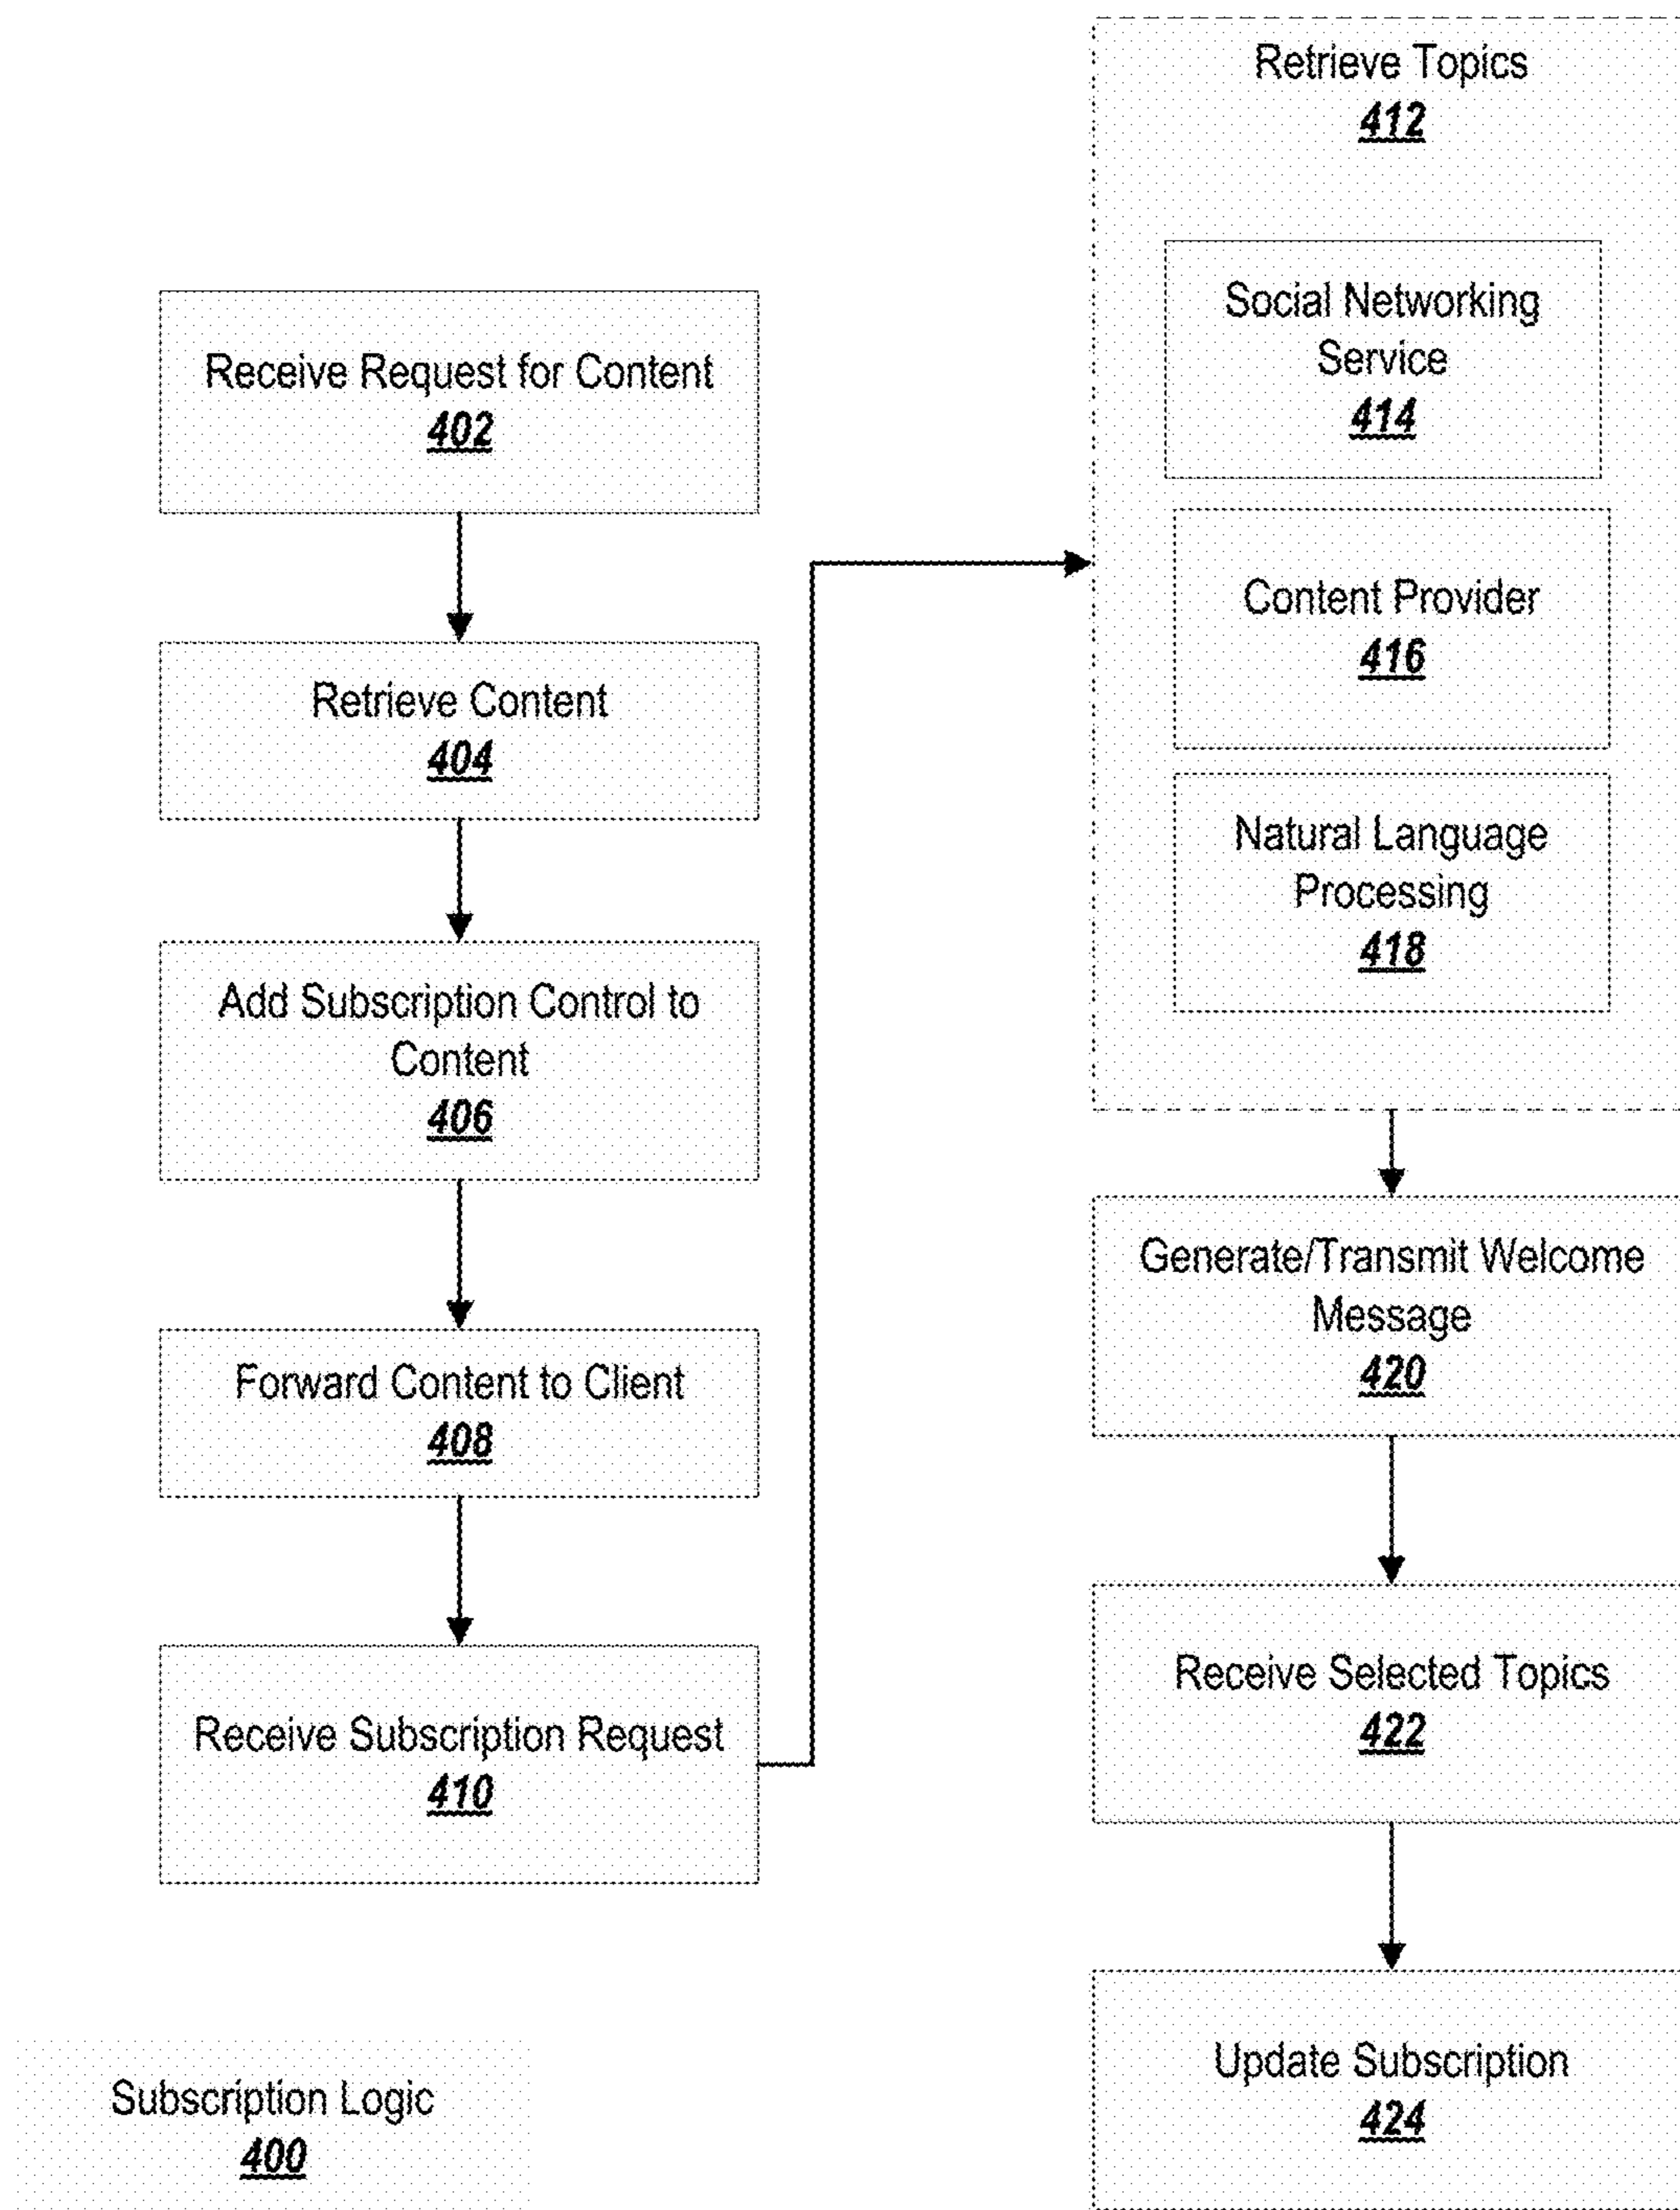 Receive Request for Content
402
Retrieve Content
404
Add Subscription Control to
Content
406
Forward Content to Client
408
Receive Subscription Request
410
Retrieve Topics
412
Social Networking
Service
414
Content Provider
416
Natural Language
Processing
418
Generate/Transmit Welcome
Message
420
Receive Selected Topics
422
Update Subscription
424
Subscription Logic
400